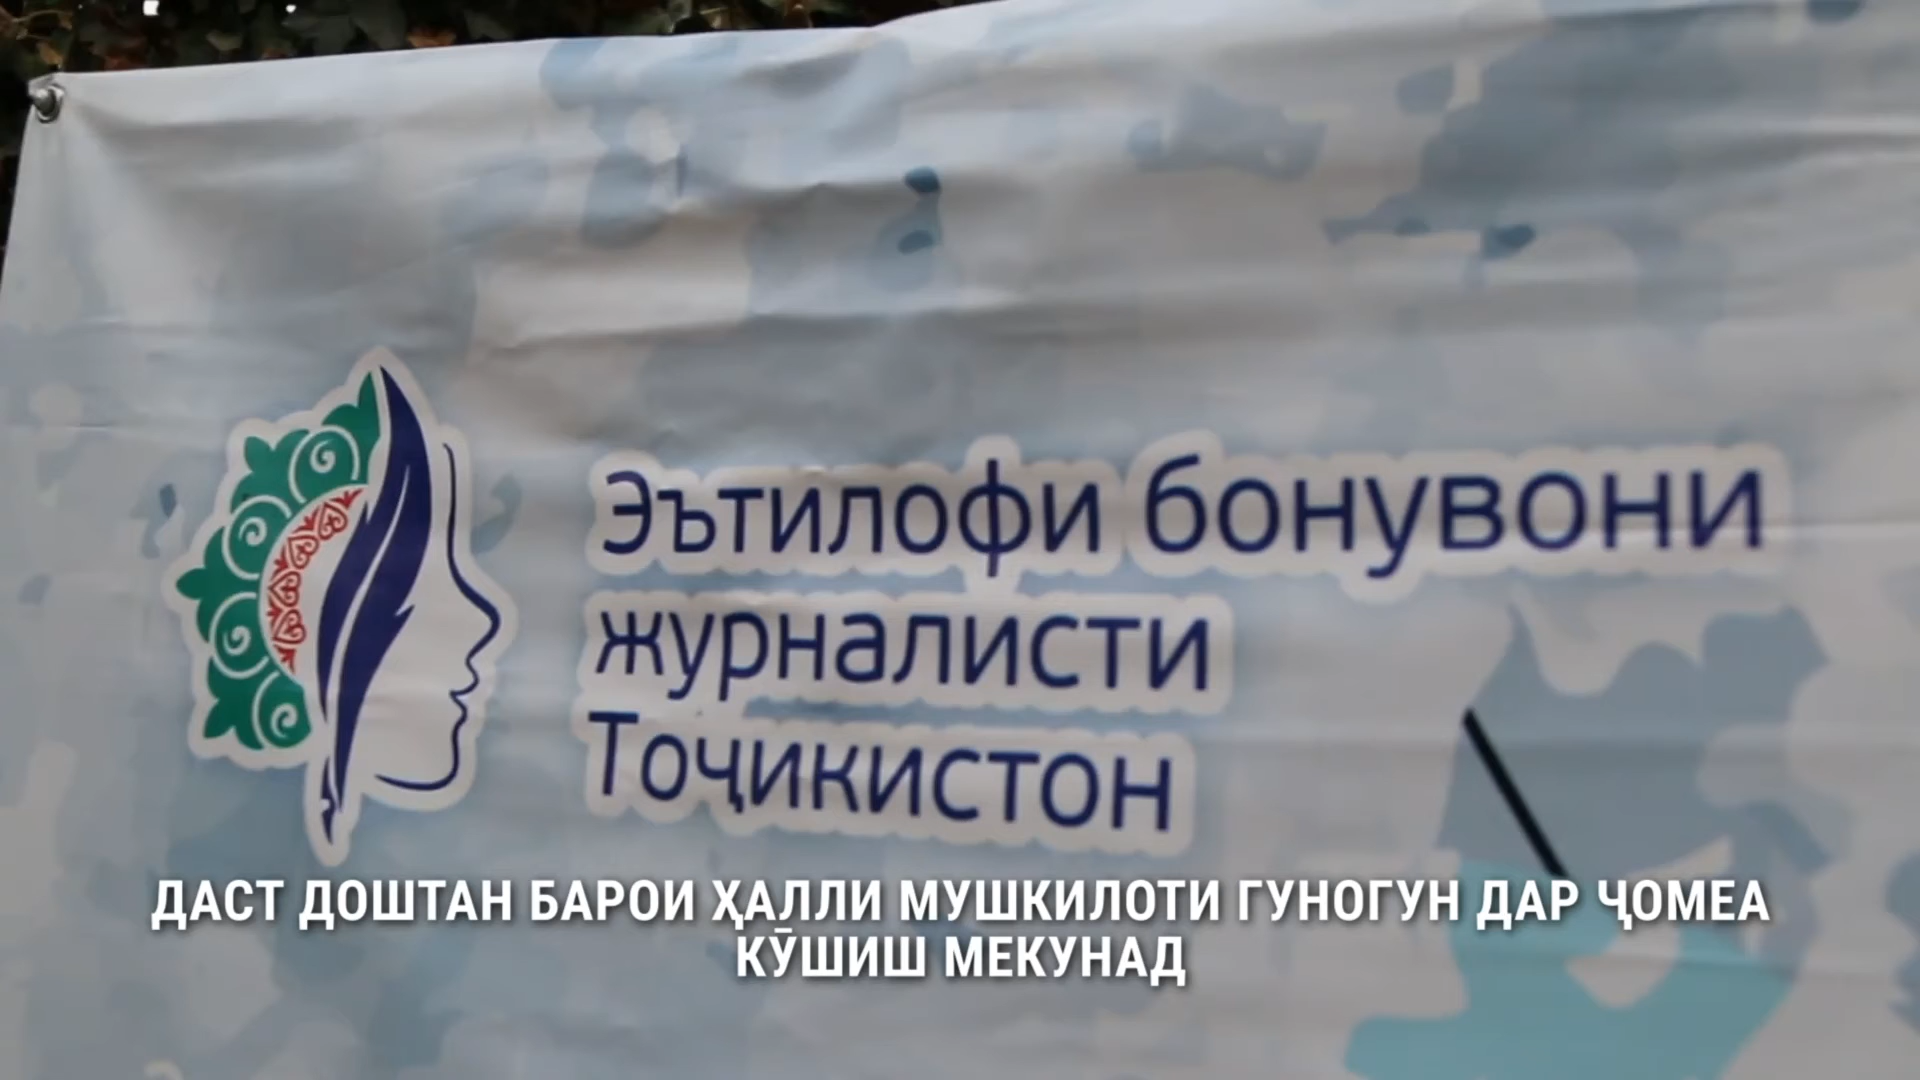 Эътилофи бонувони
журналисти
Тоҷикистон
ДАСТ ДОШТАН БАРОИ ҲАЛЛИ МУШКИЛОТИ ГУНОГУН ДАР ҶОМЕА
КӮШИШ МЕКУНАД